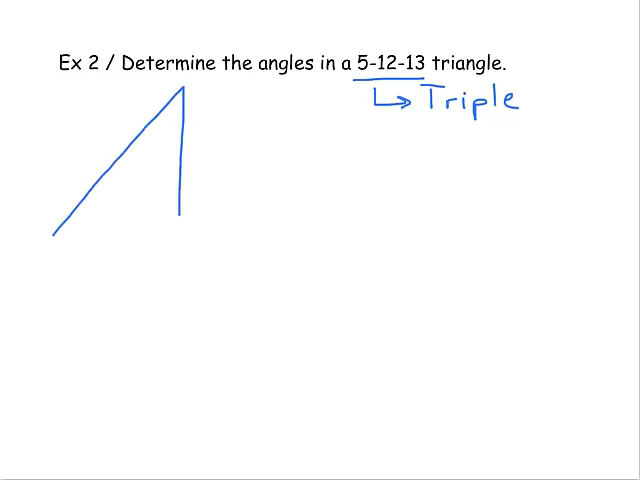 Ex 2 / Determine the angles in a 5-12-13 triangle.
Triple